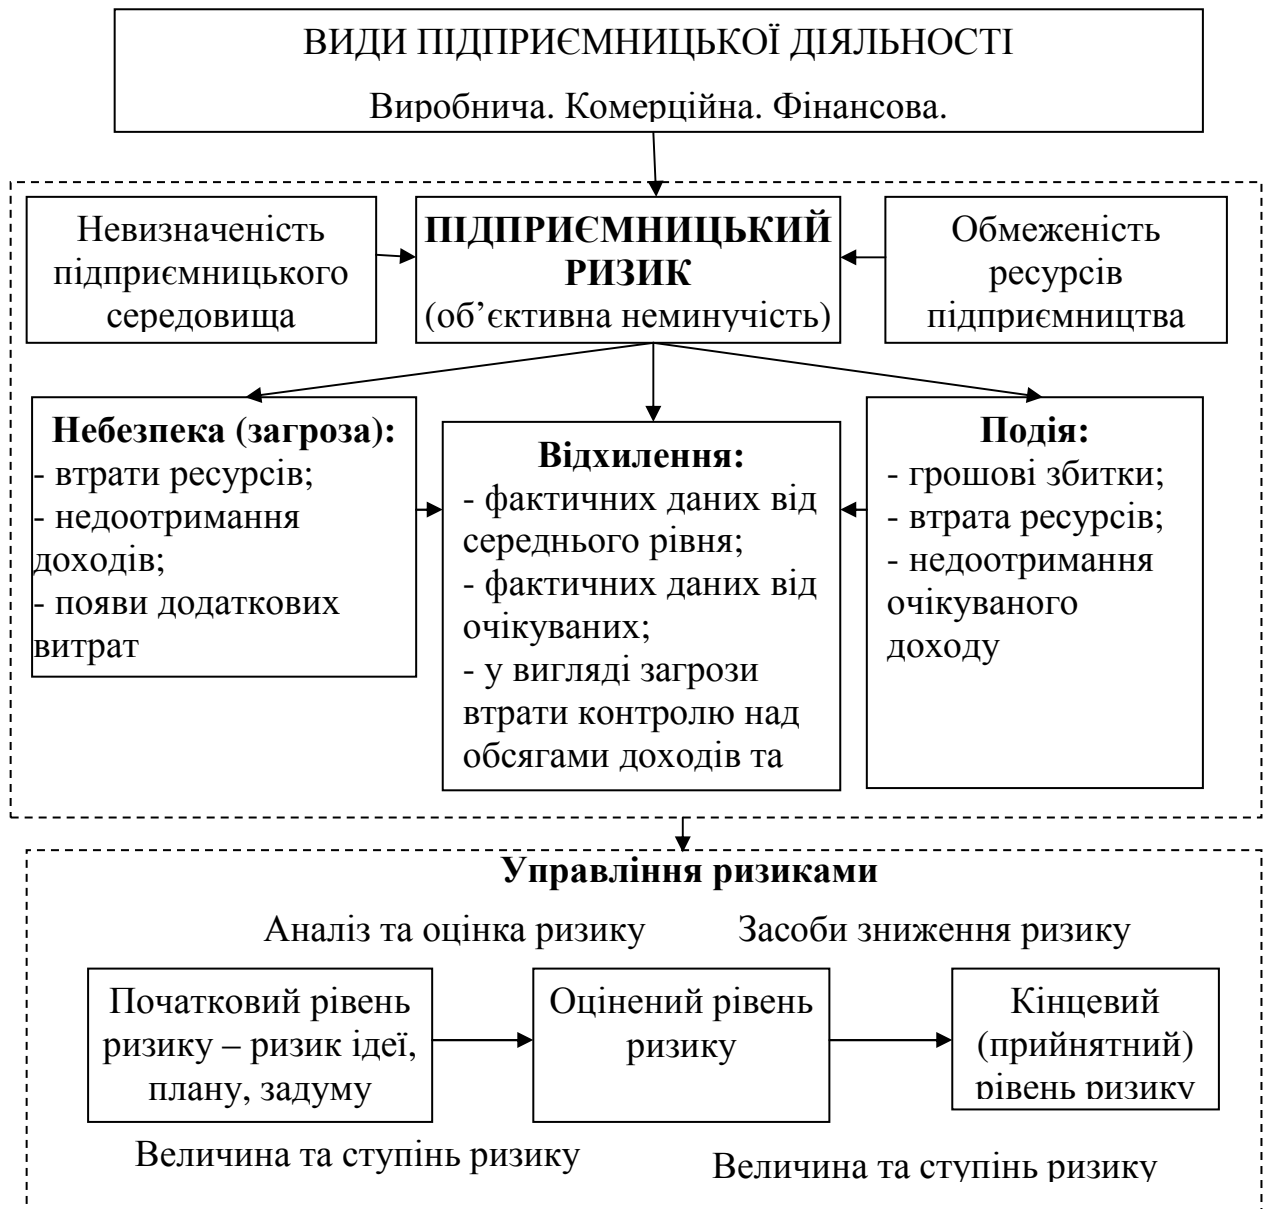 ВИДИ ПІДПРИЄМНИЦЬКОЇ ДІЯЛЬНОСТІ
Виробнича. Комерційна. Фінансова.
Невизначеність
підприємницького
середовища
ПІДПРИЄМНИЦЬКИЙ
РИЗИК
(об’єктивна неминучість)
Обмеженість
ресурсів
підприємництва
Небезпека (загроза):
- втрати ресурсів;
- недоотримання
доходів;
- появи додаткових
витрат
Відхилення:
- фактичних даних від
середнього рівня;
- фактичних даних від
очікуваних;
- у вигляді загрози
втрати контролю над
обсягами доходів та
Подія:
- грошові збитки;
- втрата ресурсів;
- недоотримання
очікуваного
доходу
Управління ризиками
Аналіз та оцінка ризику
Засоби зниження ризику
Початковий рівень
ризику – ризик ідеї,
плану, задуму
Оцінений рівень
ризику
Кінцевий
(прийнятний)
рівень ризику
Величина та ступінь ризику
Величина та ступінь ризику